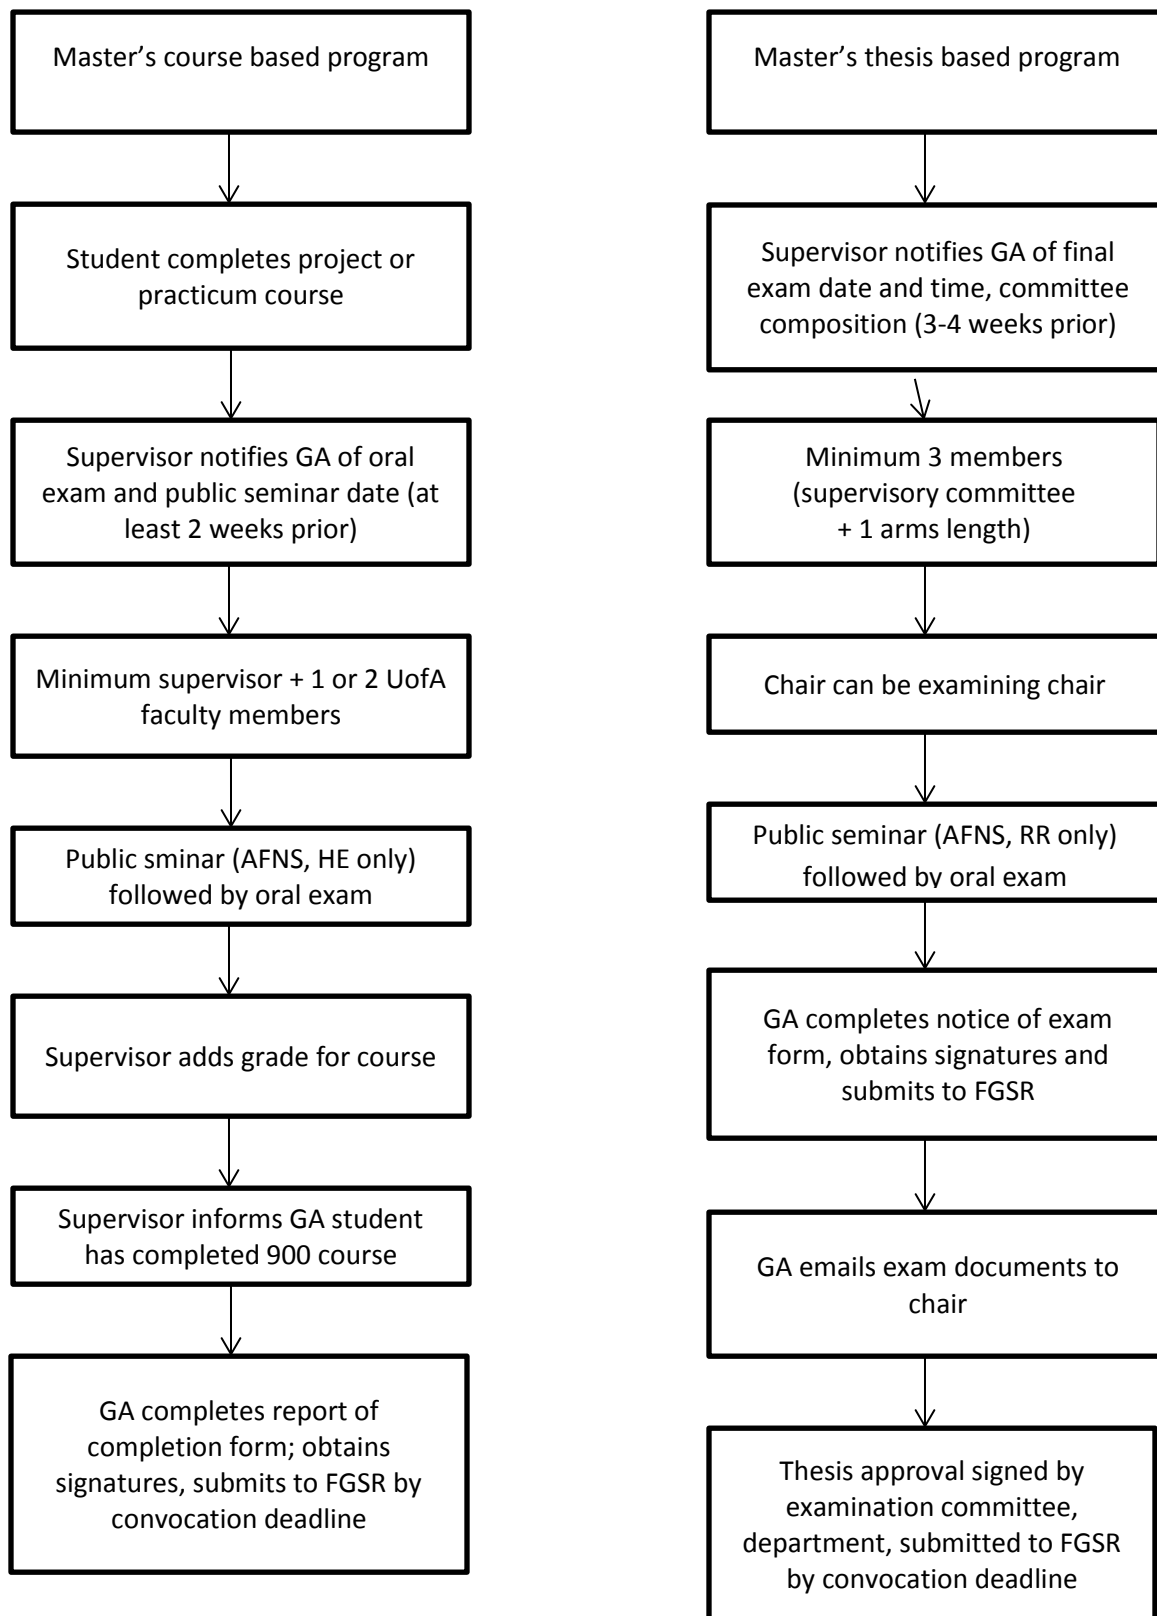 Master’s course based program
Student completes project or
practicum course
Supervisor notifies GA of oral
exam and public seminar date (at
least 2 weeks prior)
Minimum supervisor + 1 or 2 UofA
faculty members
Public sminar (AFNS, HE only)
followed by oral exam
Supervisor adds grade for course
Supervisor informs GA student
has completed 900 course
GA completes report of
completion form; obtains
signatures, submits to FGSR by
convocation deadline
Master’s thesis based program
Supervisor notifies GA of final
exam date and time, committee
composition (3-4 weeks prior)
Minimum 3 members
(supervisory committee
+ 1 arms length)
Chair can be examining chair
Public seminar (AFNS, RR only)
followed by oral exam
GA completes notice of exam
form, obtains signatures and
submits to FGSR
GA emails exam documents to
chair
Thesis approval signed by
examination committee,
department, submitted to FGSR
by convocation deadline